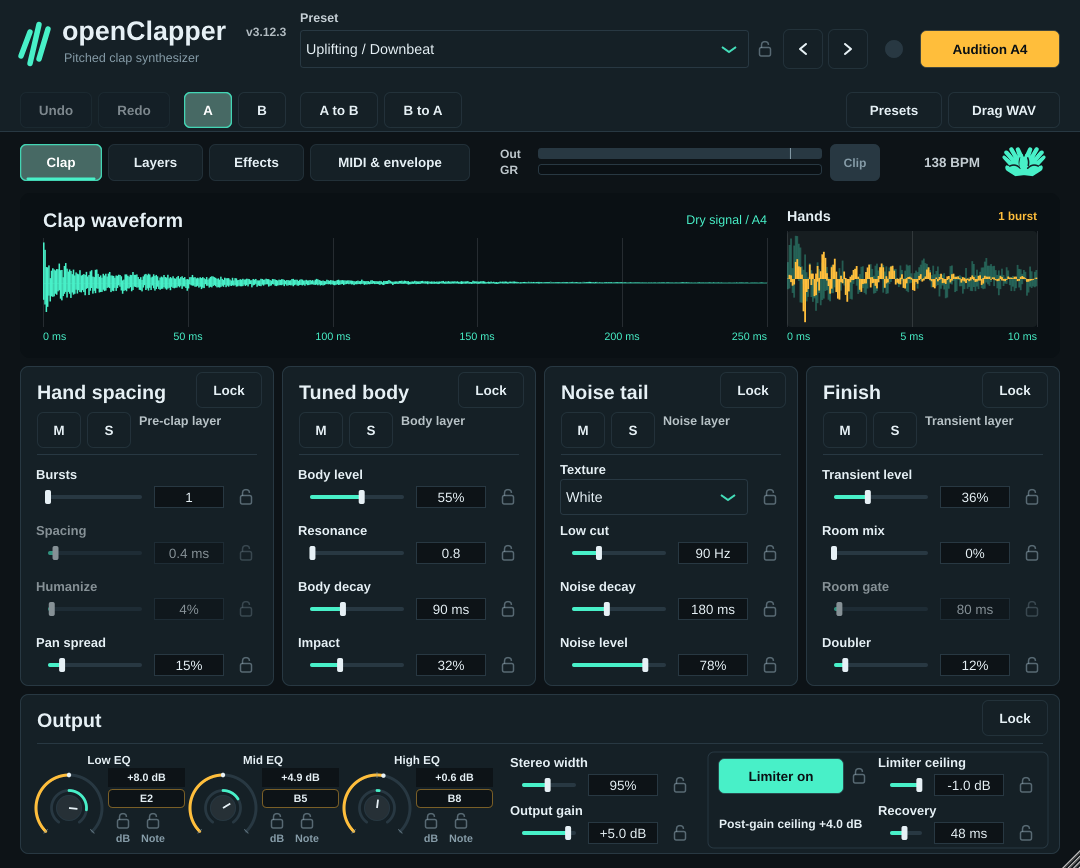 openClapper v3.12.3
Pitched clap synthesizer
Preset
Uplifting / Downbeat
Audition A4
Undo Redo A B A to B B to A Presets Drag WAV
Clap Layers Effects MIDI & envelope
Out
GR
Clip
138 BPM
Clap waveform
Dry signal / A4
0 ms 50 ms 100 ms 150 ms 200 ms 250 ms
Hands
1 burst
0 ms 5 ms 10 ms
Hand spacing
Lock
M S Pre-clap layer
Bursts
1
Spacing
0.4 ms
Humanize
4%
Pan spread
15%
Tuned body
Lock
M S Body layer
Body level
55%
Resonance
0.8
Body decay
90 ms
Impact
32%
Noise tail
Lock
M S Noise layer
Texture
White
Low cut
90 Hz
Noise decay
180 ms
Noise level
78%
Finish
Lock
M S Transient layer
Transient level
36%
Room mix
0%
Room gate
80 ms
Doubler
12%
Output
Lock
Low EQ
+8.0 dB
E2
dB Note
Mid EQ
+4.9 dB
B5
dB Note
High EQ
+0.6 dB
B8
dB Note
Stereo width
95%
Output gain
+5.0 dB
Limiter on
Post-gain ceiling +4.0 dB
Limiter ceiling
-1.0 dB
Recovery
48 ms